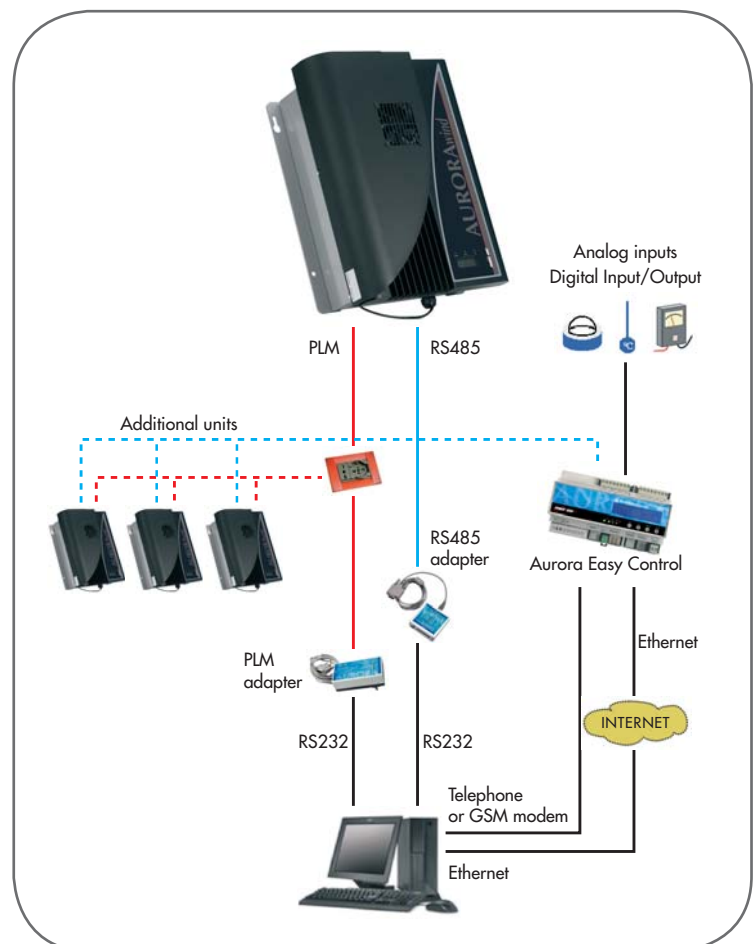 AURORA wind
Analog inputs
Digital Input/Output
PLM
RS485
Additional units
RS485
adapter
Aurora Easy Control
Ethernet
PLM
adapter
INTERNET
RS232
RS232
Telephone
or GSM modem
Ethernet